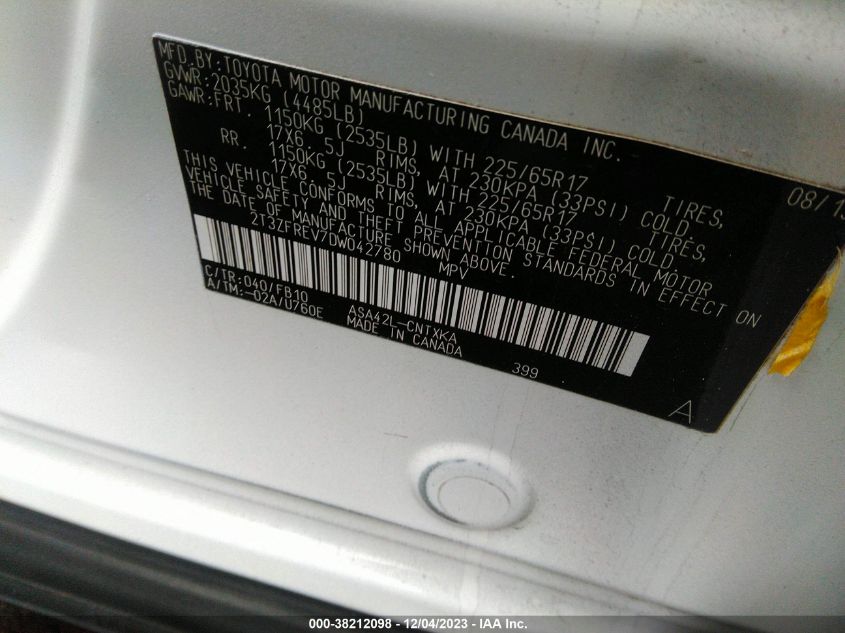 MFD. BY: TOYOTA MOTOR MANUFACTURING CANADA INC. 08/13
GVWR: 2035KG (4485LB)
GAWR: FRT. 1150KG (2535LB) WITH 225/65R17 TIRES,
17X6. 5J RIMS, AT 230KPA (33PSI) COLD
RR. 1150KG (2535LB) WITH 225/65R17 TIRES,
17X6. 5J RIMS, AT 230KPA (33PSI) COLD.
THIS VEHICLE CONFORMS TO ALL APPLICABLE FEDERAL MOTOR
VEHICLE SAFETY AND THEFT PREVENTION STANDARDS IN EFFECT ON
THE DATE OF MANUFACTURE SHOWN ABOVE.
2T3ZFREV7DW042780 MPV
C/TR: 040/FB10 ASA42L-CNTXKA
A/TM: -02A/U760E MADE IN CANADA
399
A
000-38212098 - 12/04/2023 - IAA Inc.